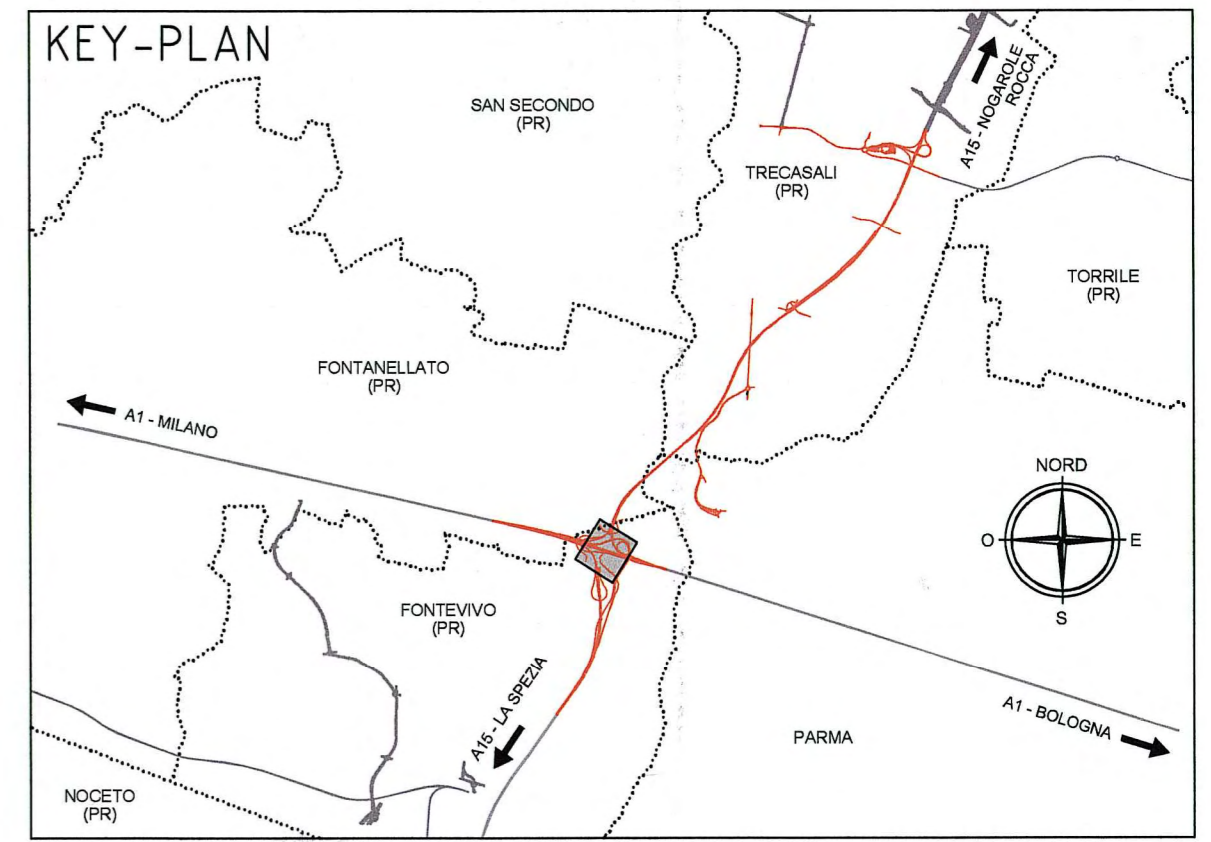 KEY-PLAN
SAN SECONDO
(PR)
A15 - NOGAROLE
ROCCA
TRECASALI
(PR)
TORRILE
(PR)
FONTANELLATO
(PR)
A1 - MILANO
NORD
O
E
S
FONTEVIVO
(PR)
A15 - LA SPEZIA
A1 - BOLOGNA
PARMA
NOCETO
(PR)